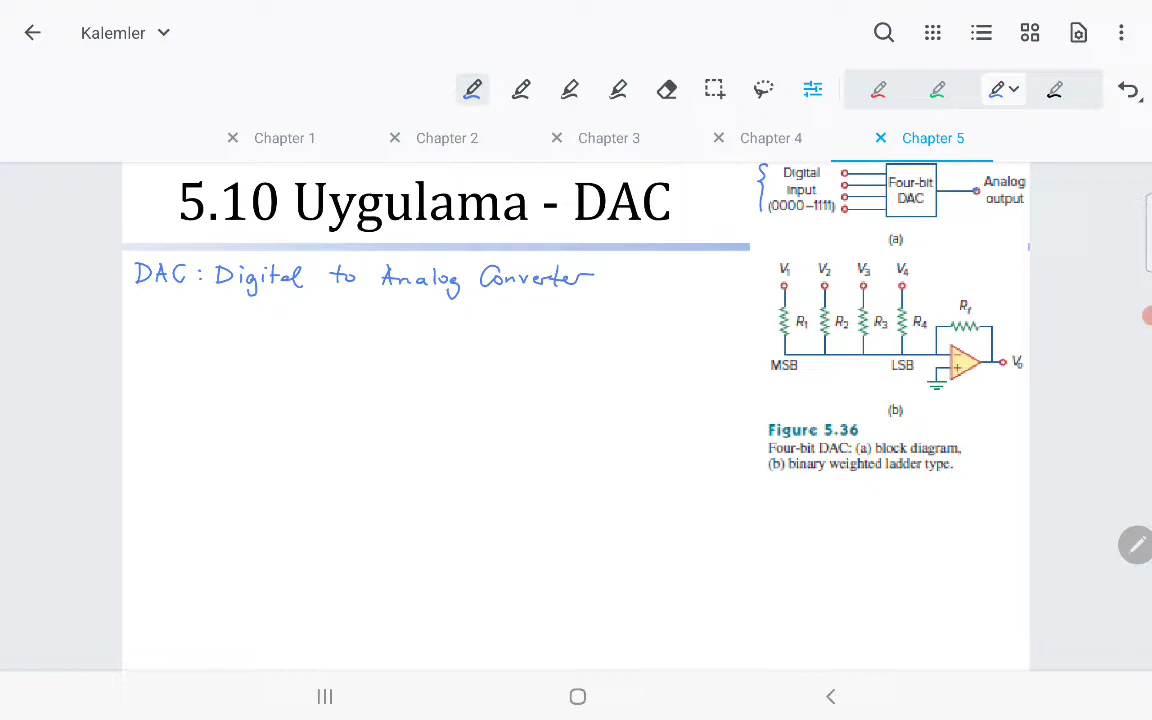 Kalemler
Chapter 1
Chapter 2
Chapter 3
Chapter 4
Chapter 5
5.10 Uygulama - DAC
DAC : Digital to Analog Converter
Digital
input
(0000–1111)
Four-bit
DAC
Analog
output
(a)
V1 V2 V3 V4
R1 R2 R3 R4
Rf
MSB
LSB
−
+
Vo
(b)
Figure 5.36
Four-bit DAC: (a) block diagram,
(b) binary weighted ladder type.